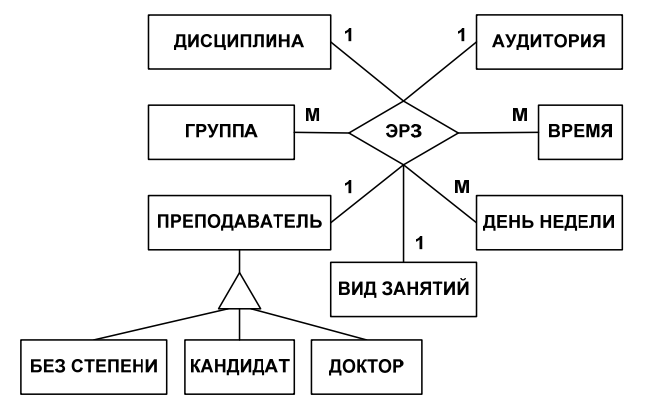 ДИСЦИПЛИНА
1
1
АУДИТОРИЯ
ГРУППА
М
ЭРЗ
М
ВРЕМЯ
ПРЕПОДАВАТЕЛЬ
1
М
ДЕНЬ НЕДЕЛИ
1
ВИД ЗАНЯТИЙ
БЕЗ СТЕПЕНИ
КАНДИДАТ
ДОКТОР